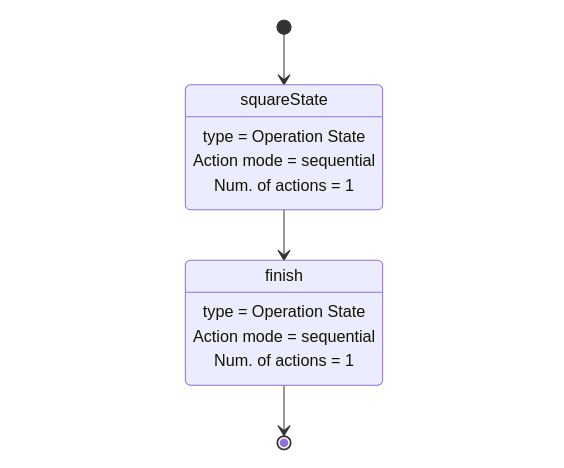 squareState
type = Operation State
Action mode = sequential
Num. of actions = 1
finish
type = Operation State
Action mode = sequential
Num. of actions = 1